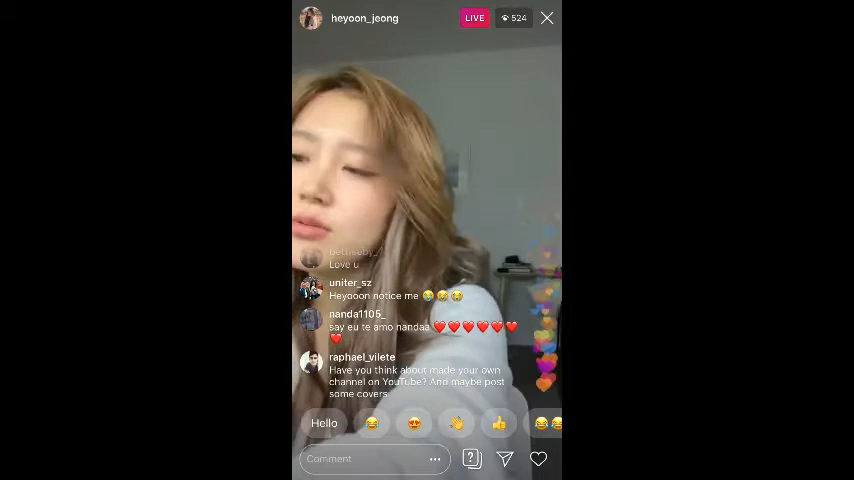 heyoon_jeong
LIVE
524
bethseby_
Love u
uniter_sz
Heyooon notice me 😭😭😭
nanda1105_
say eu te amo nandaa ❤️❤️❤️❤️❤️❤️
❤️
raphael_vilete
Have you think about made your own
channel on YouTube? And maybe post
some covers
Hello 😂 😍 👏 👍 😂😂
Comment